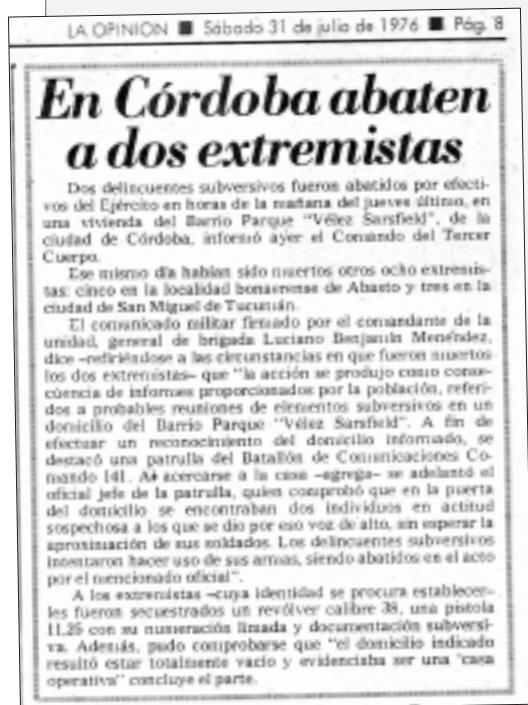 LA OPINION ■ Sábado 31 de julio de 1976 ■ Pág. 8
En Córdoba abaten
a dos extremistas
Dos delincuentes subversivos fueron abatidos por efecti-
vos del Ejército en horas de la mañana del jueves último, en
una vivienda del Barrio Parque "Vélez Sarsfield", de la
ciudad de Córdoba, informó ayer el Comando del Tercer
Cuerpo.
Ese mismo día habían sido muertos otros ocho extremis-
tas: cinco en la localidad bonaerense de Abasto y tres en la
ciudad de San Miguel de Tucumán.
El comunicado militar firmado por el comandante de la
unidad, general de brigada Luciano Benjamín Menéndez,
dice –refiriéndose a las circunstancias en que fueron muertos
los dos extremistas– que "la acción se produjo como conse-
cuencia de informes proporcionados por la población, referi-
dos a probables reuniones de elementos subversivos en un
domicilio del Barrio Parque "Vélez Sarsfield". A fin de
efectuar un reconocimiento del domicilio informado, se
destacó una patrulla del Batallón de Comunicaciones Co-
mando 141. Al acercarse a la casa –agrega– se adelantó el
oficial jefe de la patrulla, quien comprobó que en la puerta
del domicilio se encontraban dos individuos en actitud
sospechosa a los que se dio por eso voz de alto, sin esperar la
aproximación de sus soldados. Los delincuentes subversivos
intentaron hacer uso de sus armas, siendo abatidos en el acto
por el mencionado oficial".
A los extremistas –cuya identidad se procura establecer–
les fueron secuestrados un revólver calibre 38, una pistola
11,25 con su numeración limada y documentación subversi-
va. Además, pudo comprobarse que "el domicilio indicado
resultó estar totalmente vacío y evidenciaba ser una 'casa
operativa" concluye el parte.